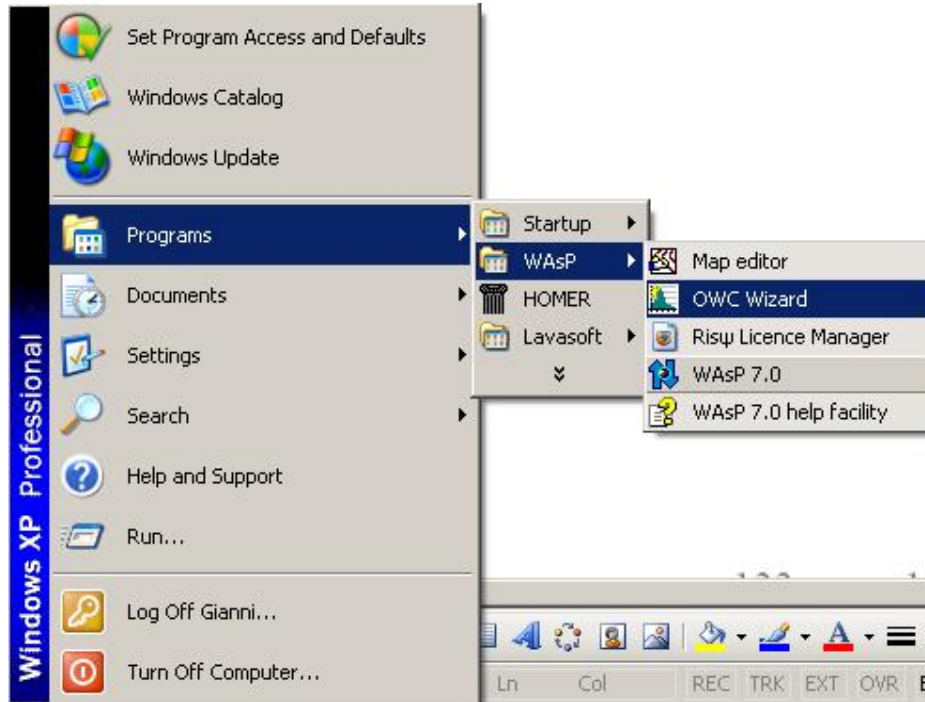 Set Program Access and Defaults
Windows Catalog
Windows Update
Programs
Documents
Settings
Search
Help and Support
Run...
Log Off Gianni...
Turn Off Computer...
Windows XP Professional
Startup
WAsP
HOMER
Lavasoft
Map editor
OWC Wizard
Risψ Licence Manager
WAsP 7.0
WAsP 7.0 help facility
Ln Col REC TRK EXT OVR